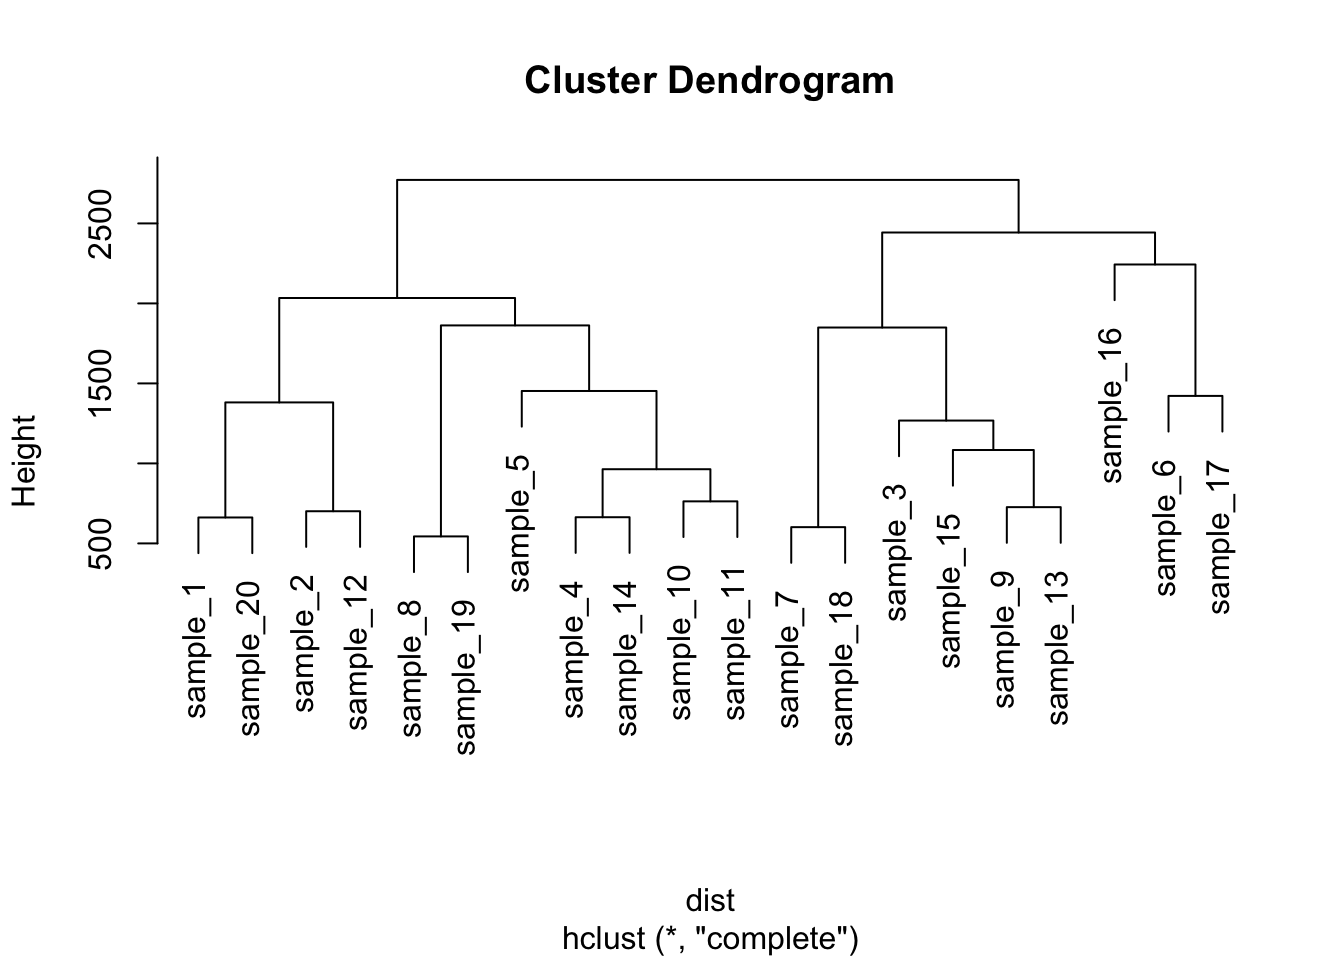 Cluster Dendrogram
Height
2500
1500
500
sample_1
sample_20
sample_2
sample_12
sample_8
sample_19
sample_5
sample_4
sample_14
sample_10
sample_11
sample_7
sample_18
sample_3
sample_15
sample_9
sample_13
sample_16
sample_6
sample_17
dist
hclust (*, "complete")